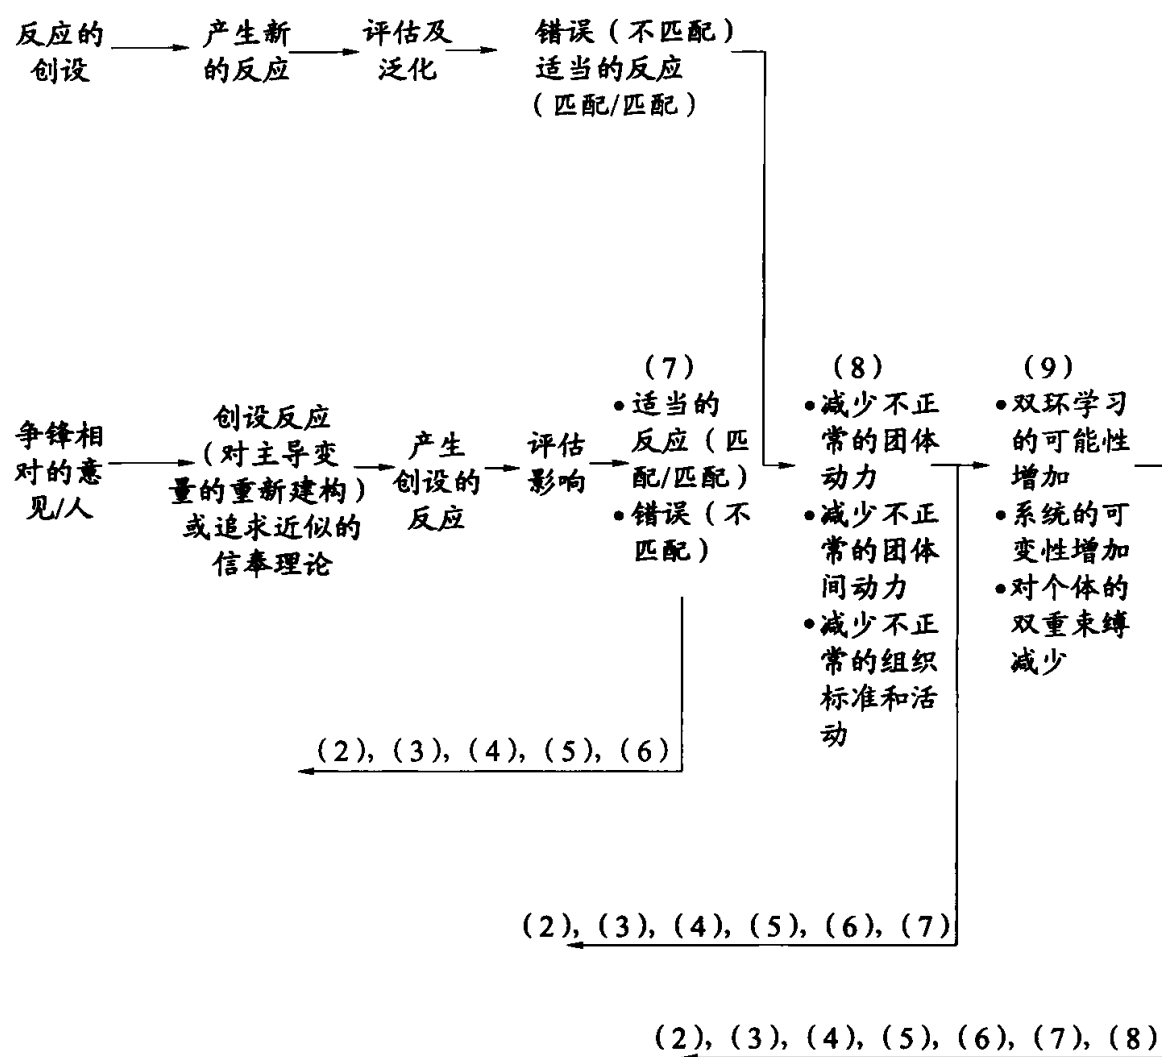 反应的
创设
产生新
的反应
评估及
泛化
错误（不匹配）
适当的反应
（匹配/匹配）
争锋相
对的意
见/人
创设反应
（对主导变
量的重新建构）
或追求近似的
信奉理论
产生
创设的
反应
评估
影响
（7）
•适当的
反应（匹
配/匹配）
•错误（不
匹配）
（8）
•减少不正
常的团体
动力
•减少不正
常的团体
间动力
•减少不正
常的组织
标准和活
动
（9）
•双环学习
的可能性
增加
•系统的可
变性增加
•对个体的
双重束缚
减少
（2），（3），（4），（5），（6）
（2），（3），（4），（5），（6），（7）
（2），（3），（4），（5），（6），（7），（8）